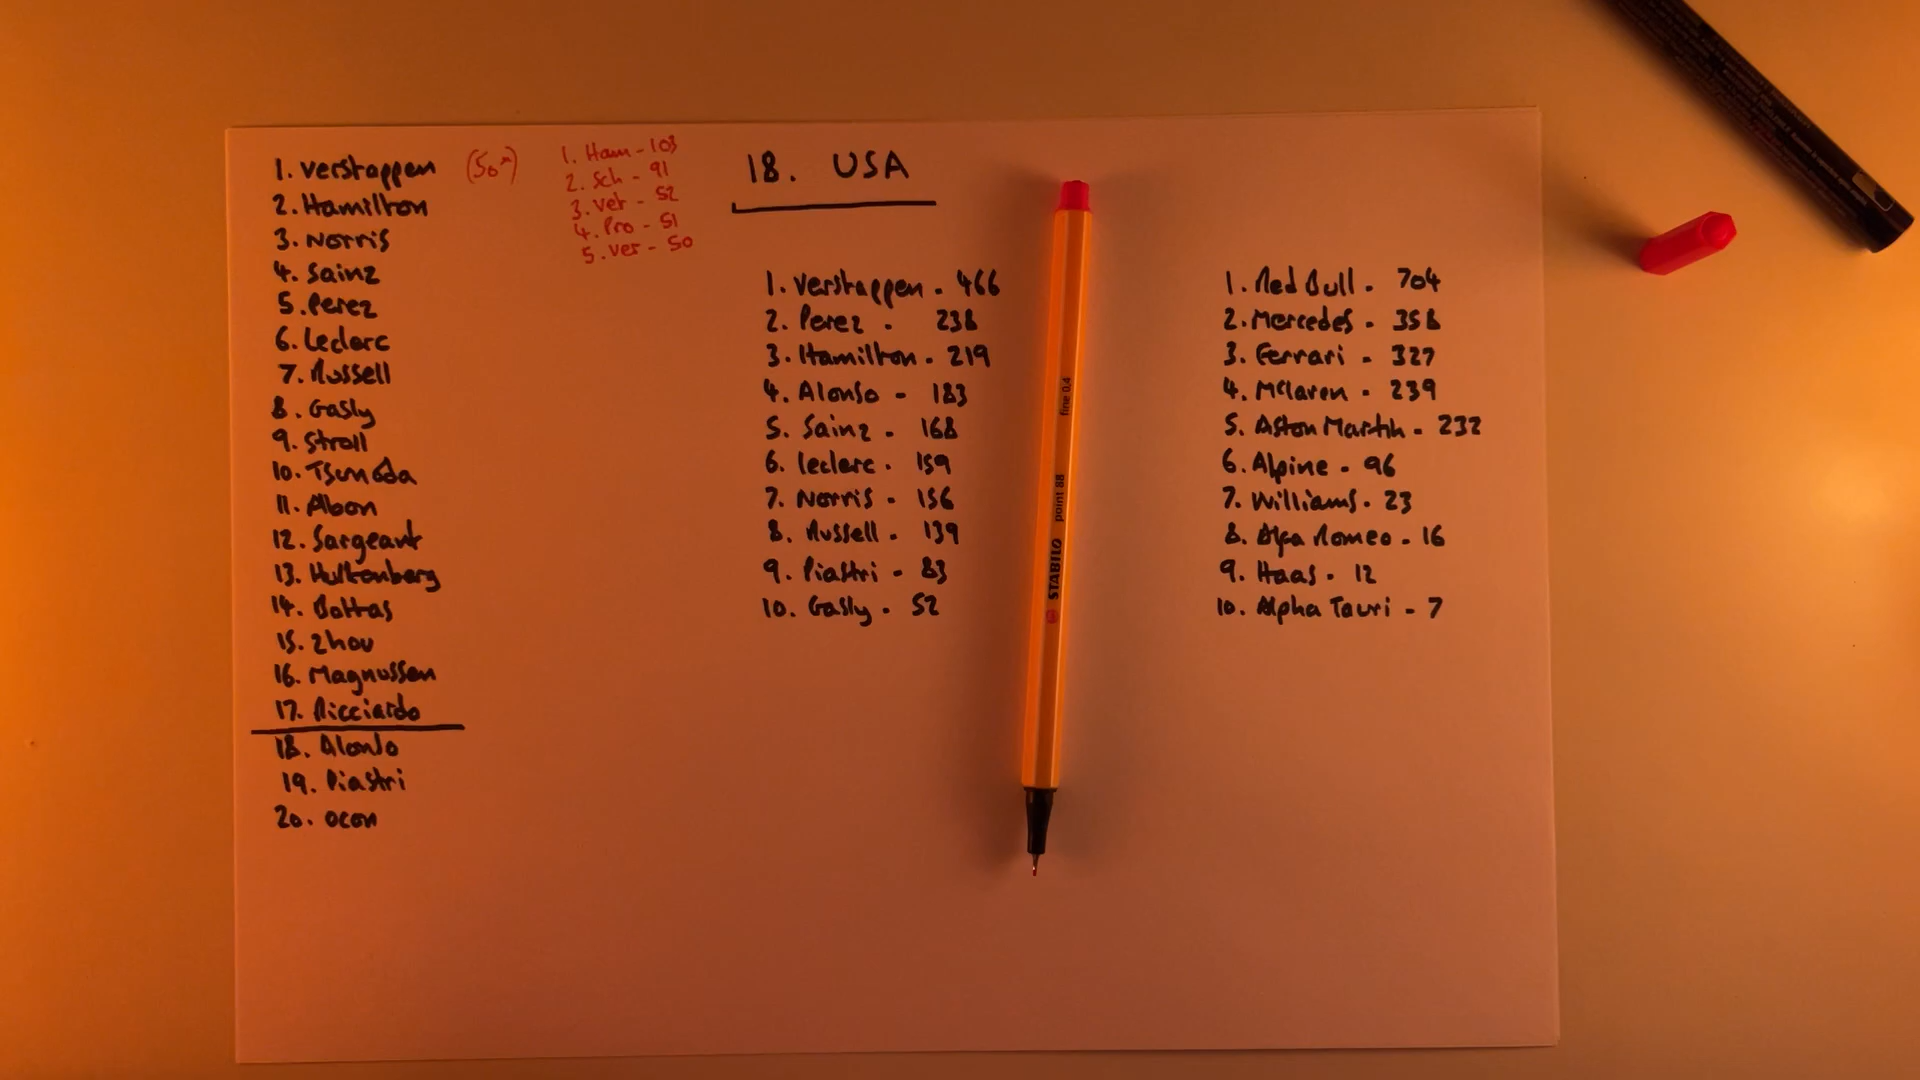 1. Verstappen (50*)
2. Hamilton
3. Norris
4. Sainz
5. Perez
6. Leclerc
7. Russell
8. Gasly
9. Stroll
10. Tsunoda
11. Albon
12. Sargeant
13. Hulkenberg
14. Bottas
15. Zhou
16. Magnussen
17. Ricciardo
18. Alonso
19. Piastri
20. Ocon
1. Ham - 103
2. Sch - 91
3. Vet - 52
4. Pro - 51
5. Ver - 50
18. USA
1. Verstappen - 466
2. Perez - 238
3. Hamilton - 219
4. Alonso - 183
5. Sainz - 168
6. Leclerc - 159
7. Norris - 156
8. Russell - 139
9. Piastri - 83
10. Gasly - 52
STABILO point 88 fine 0,4
1. Red Bull - 704
2. Mercedes - 358
3. Ferrari - 327
4. McLaren - 239
5. Aston Martin - 232
6. Alpine - 96
7. Williams - 23
8. Alfa Romeo - 16
9. Haas - 12
10. Alpha Tauri - 7